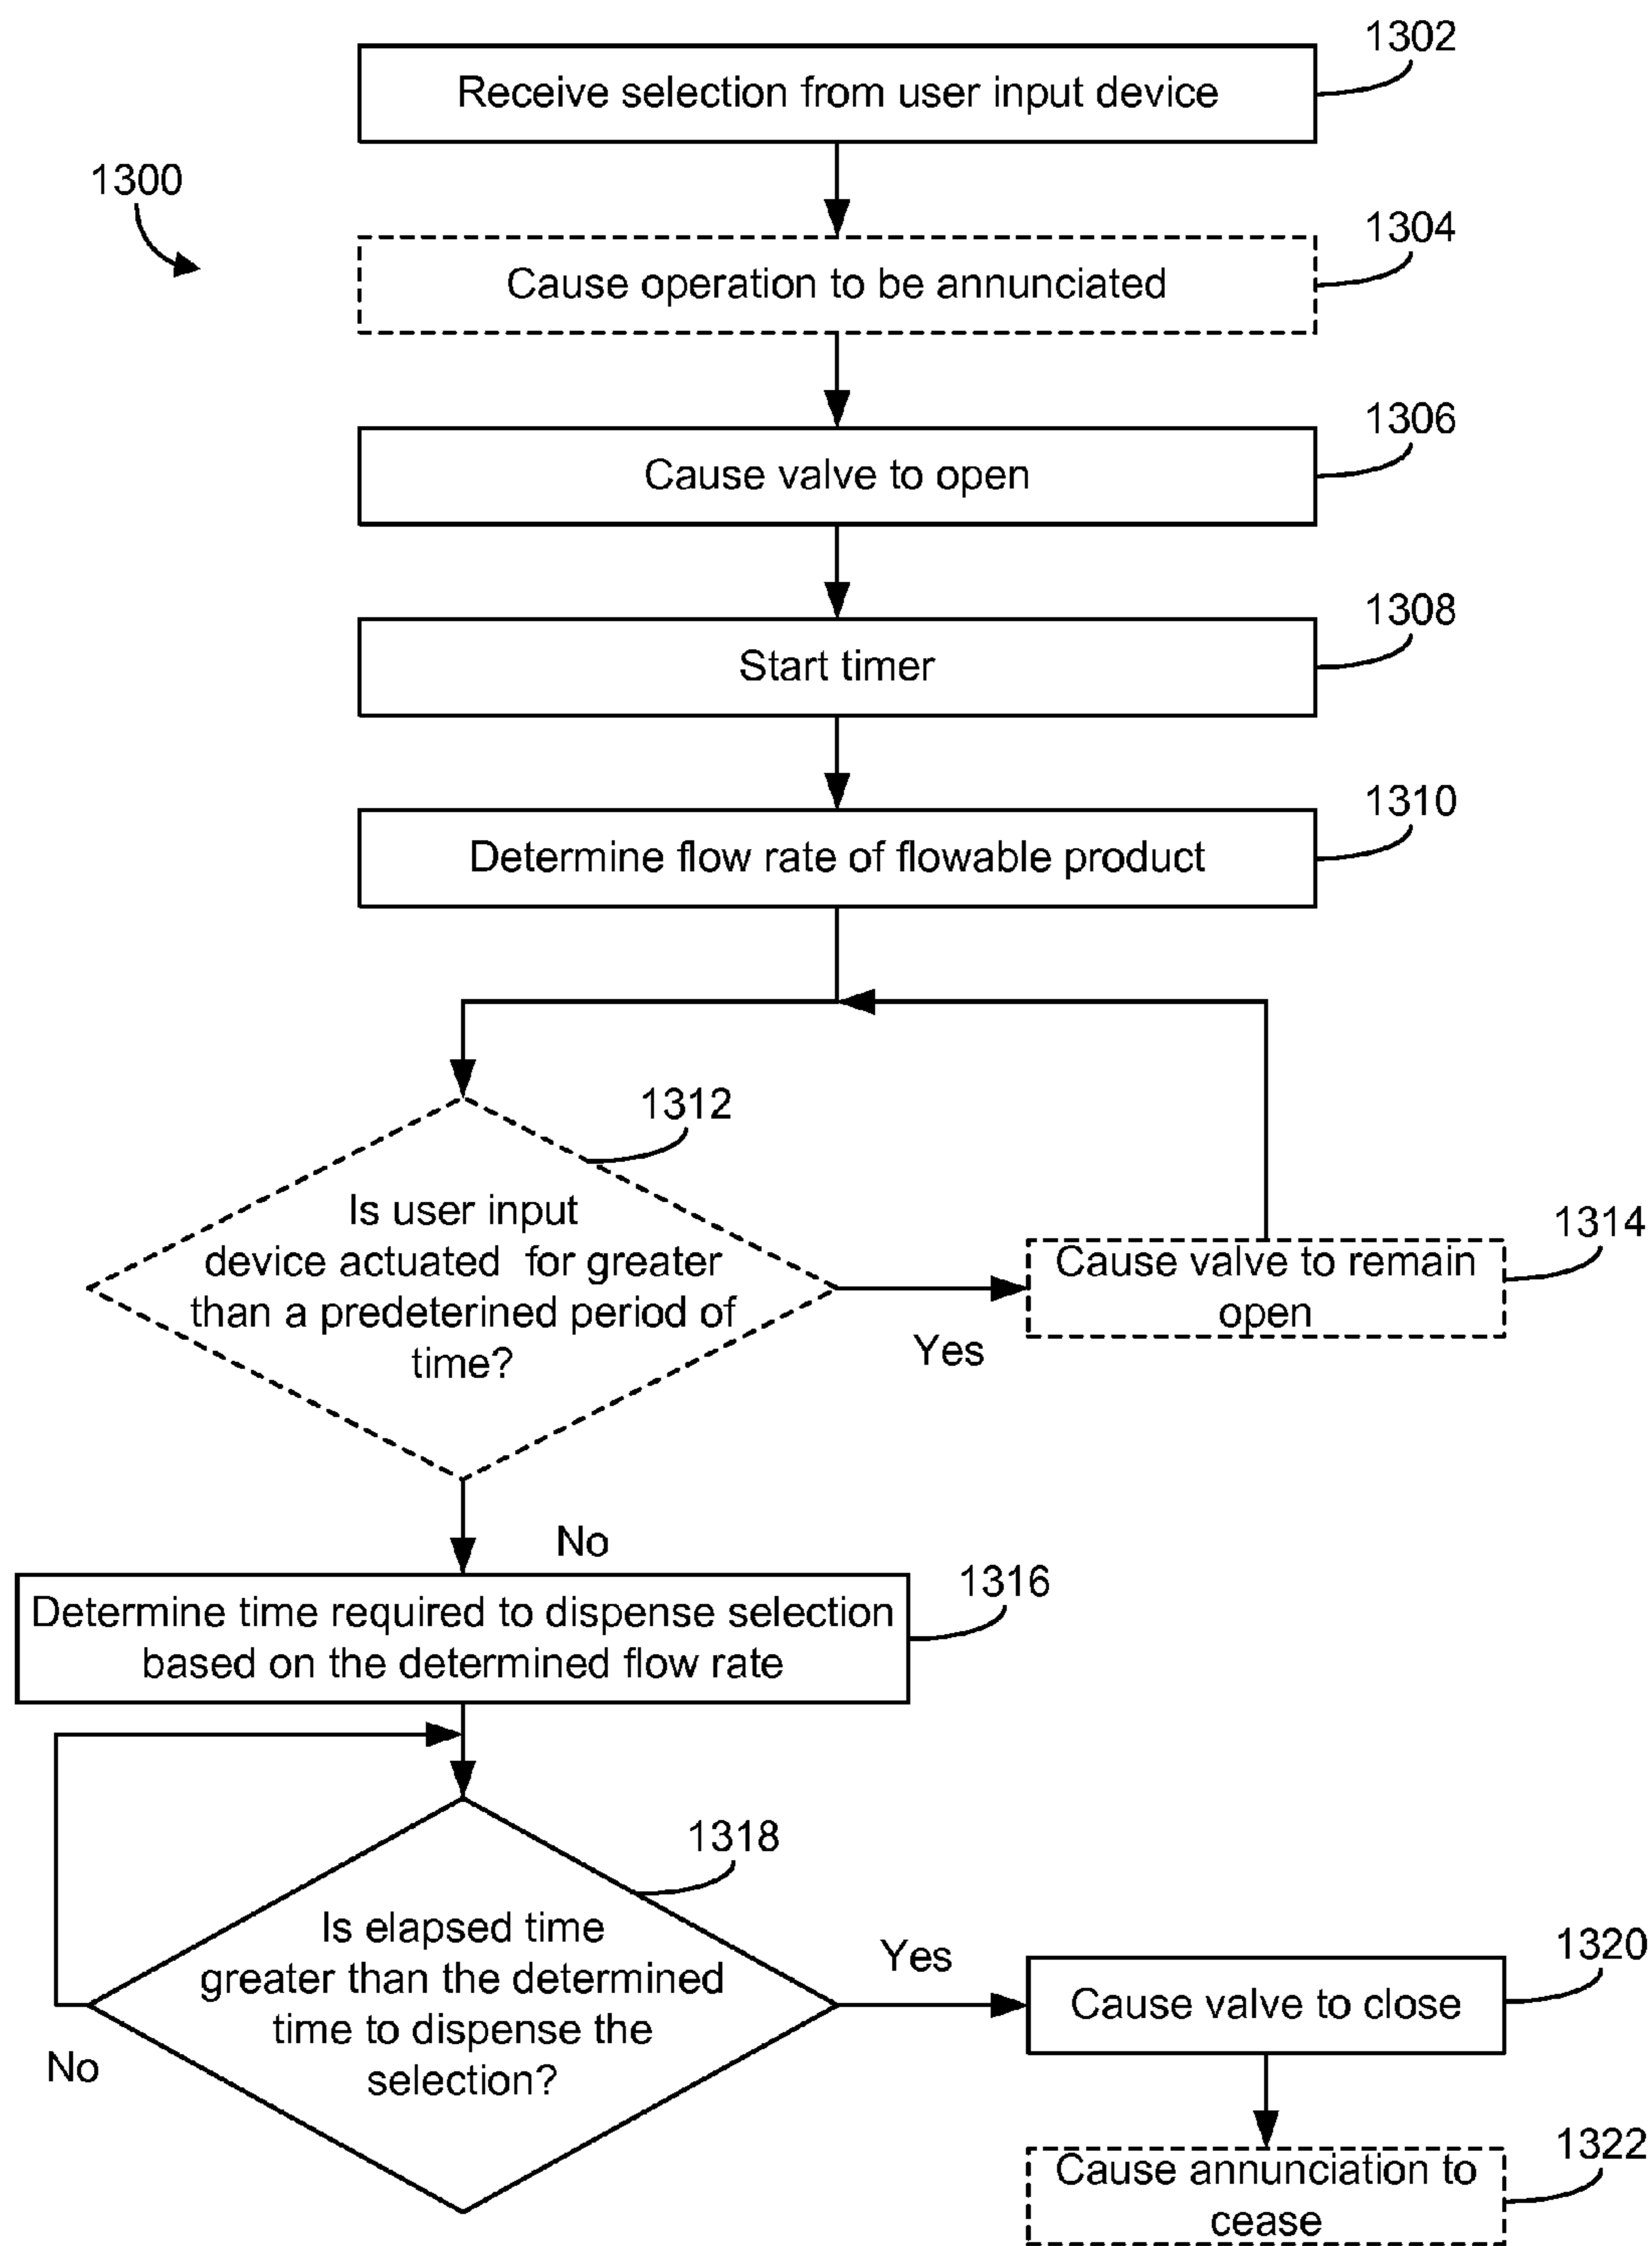 1302
Receive selection from user input device
1300
1304
Cause operation to be annunciated
1306
Cause valve to open
1308
Start timer
1310
Determine flow rate of flowable product
1312
Is user input
device actuated for greater
than a predeterined period of
time?
1314
Cause valve to remain
open
Yes
No
1316
Determine time required to dispense selection
based on the determined flow rate
1318
Is elapsed time
greater than the determined
time to dispense the
selection?
Yes
No
1320
Cause valve to close
1322
Cause annunciation to
cease